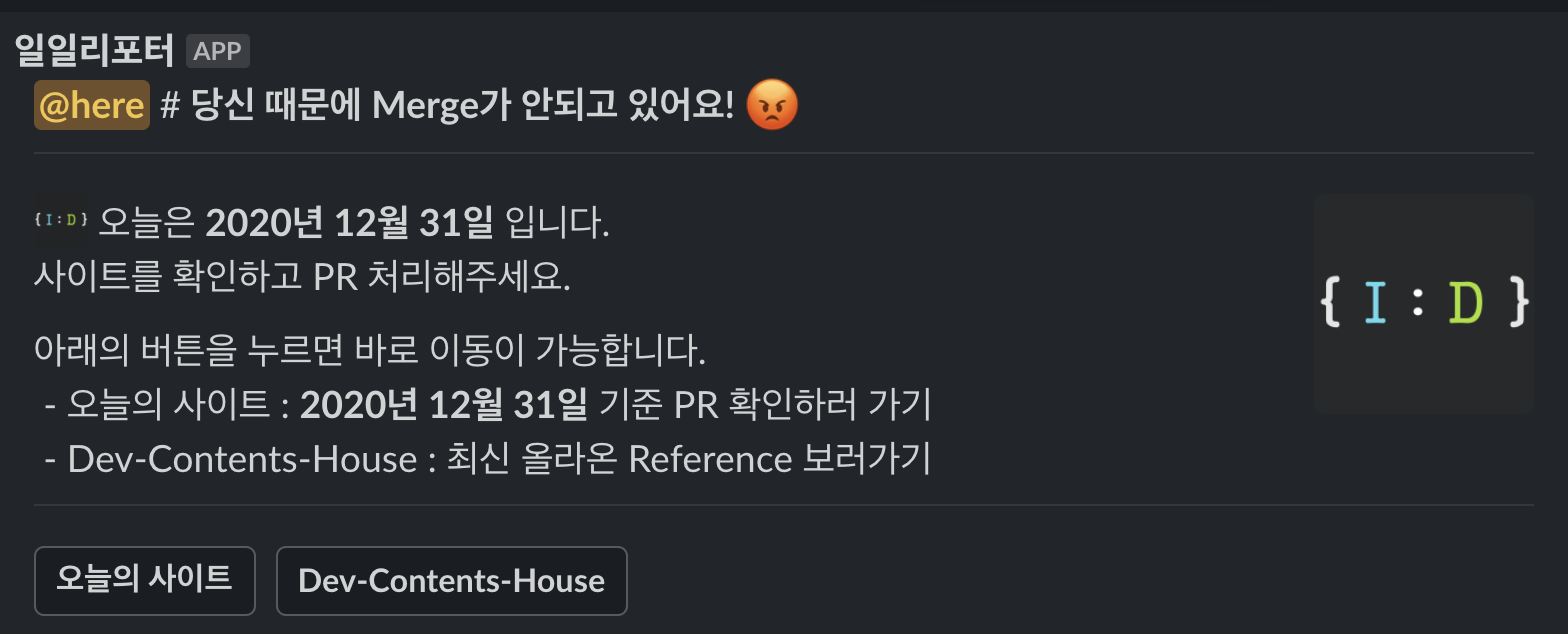 일일리포터 APP
@here # 당신 때문에 Merge가 안되고 있어요!
{I:D} 오늘은 2020년 12월 31일 입니다.
사이트를 확인하고 PR 처리해주세요.
{ I : D }
아래의 버튼을 누르면 바로 이동이 가능합니다.
- 오늘의 사이트 : 2020년 12월 31일 기준 PR 확인하러 가기
- Dev-Contents-House : 최신 올라온 Reference 보러가기
오늘의 사이트
Dev-Contents-House